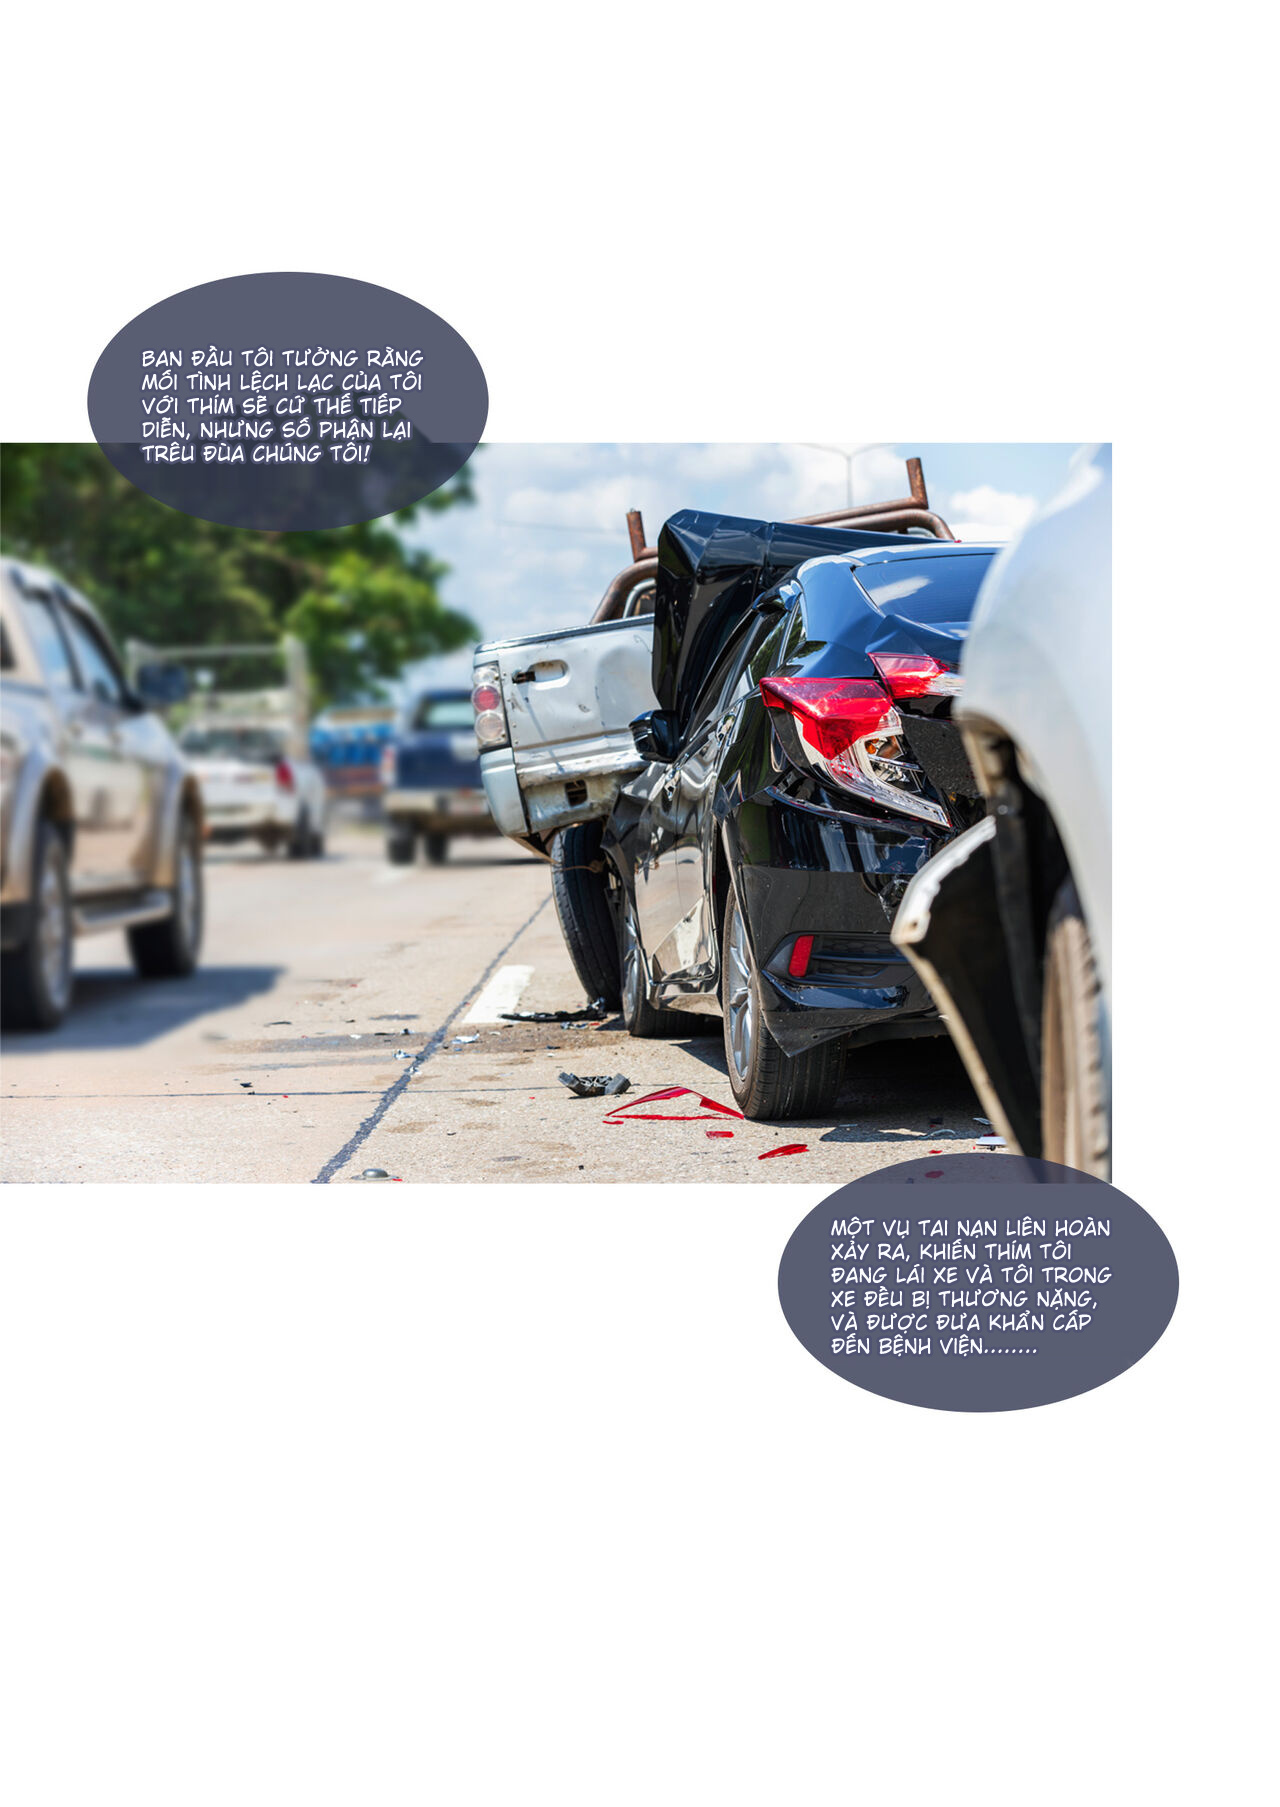 BAN ĐẦU TÔI TƯỞNG RẰNG
MỐI TÌNH LỆCH LẠC CỦA TÔI
VỚI THÍM SẼ CỨ THẾ TIẾP
DIỄN, NHƯNG SỐ PHẬN LẠI
TRÊU ĐÙA CHÚNG TÔI!
MỘT VỤ TAI NẠN LIÊN HOÀN
XẢY RA, KHIẾN THÍM TÔI
ĐANG LÁI XE VÀ TÔI TRONG
XE ĐỀU BỊ THƯƠNG NẶNG,
VÀ ĐƯỢC ĐƯA KHẨN CẤP
ĐẾN BỆNH VIỆN........